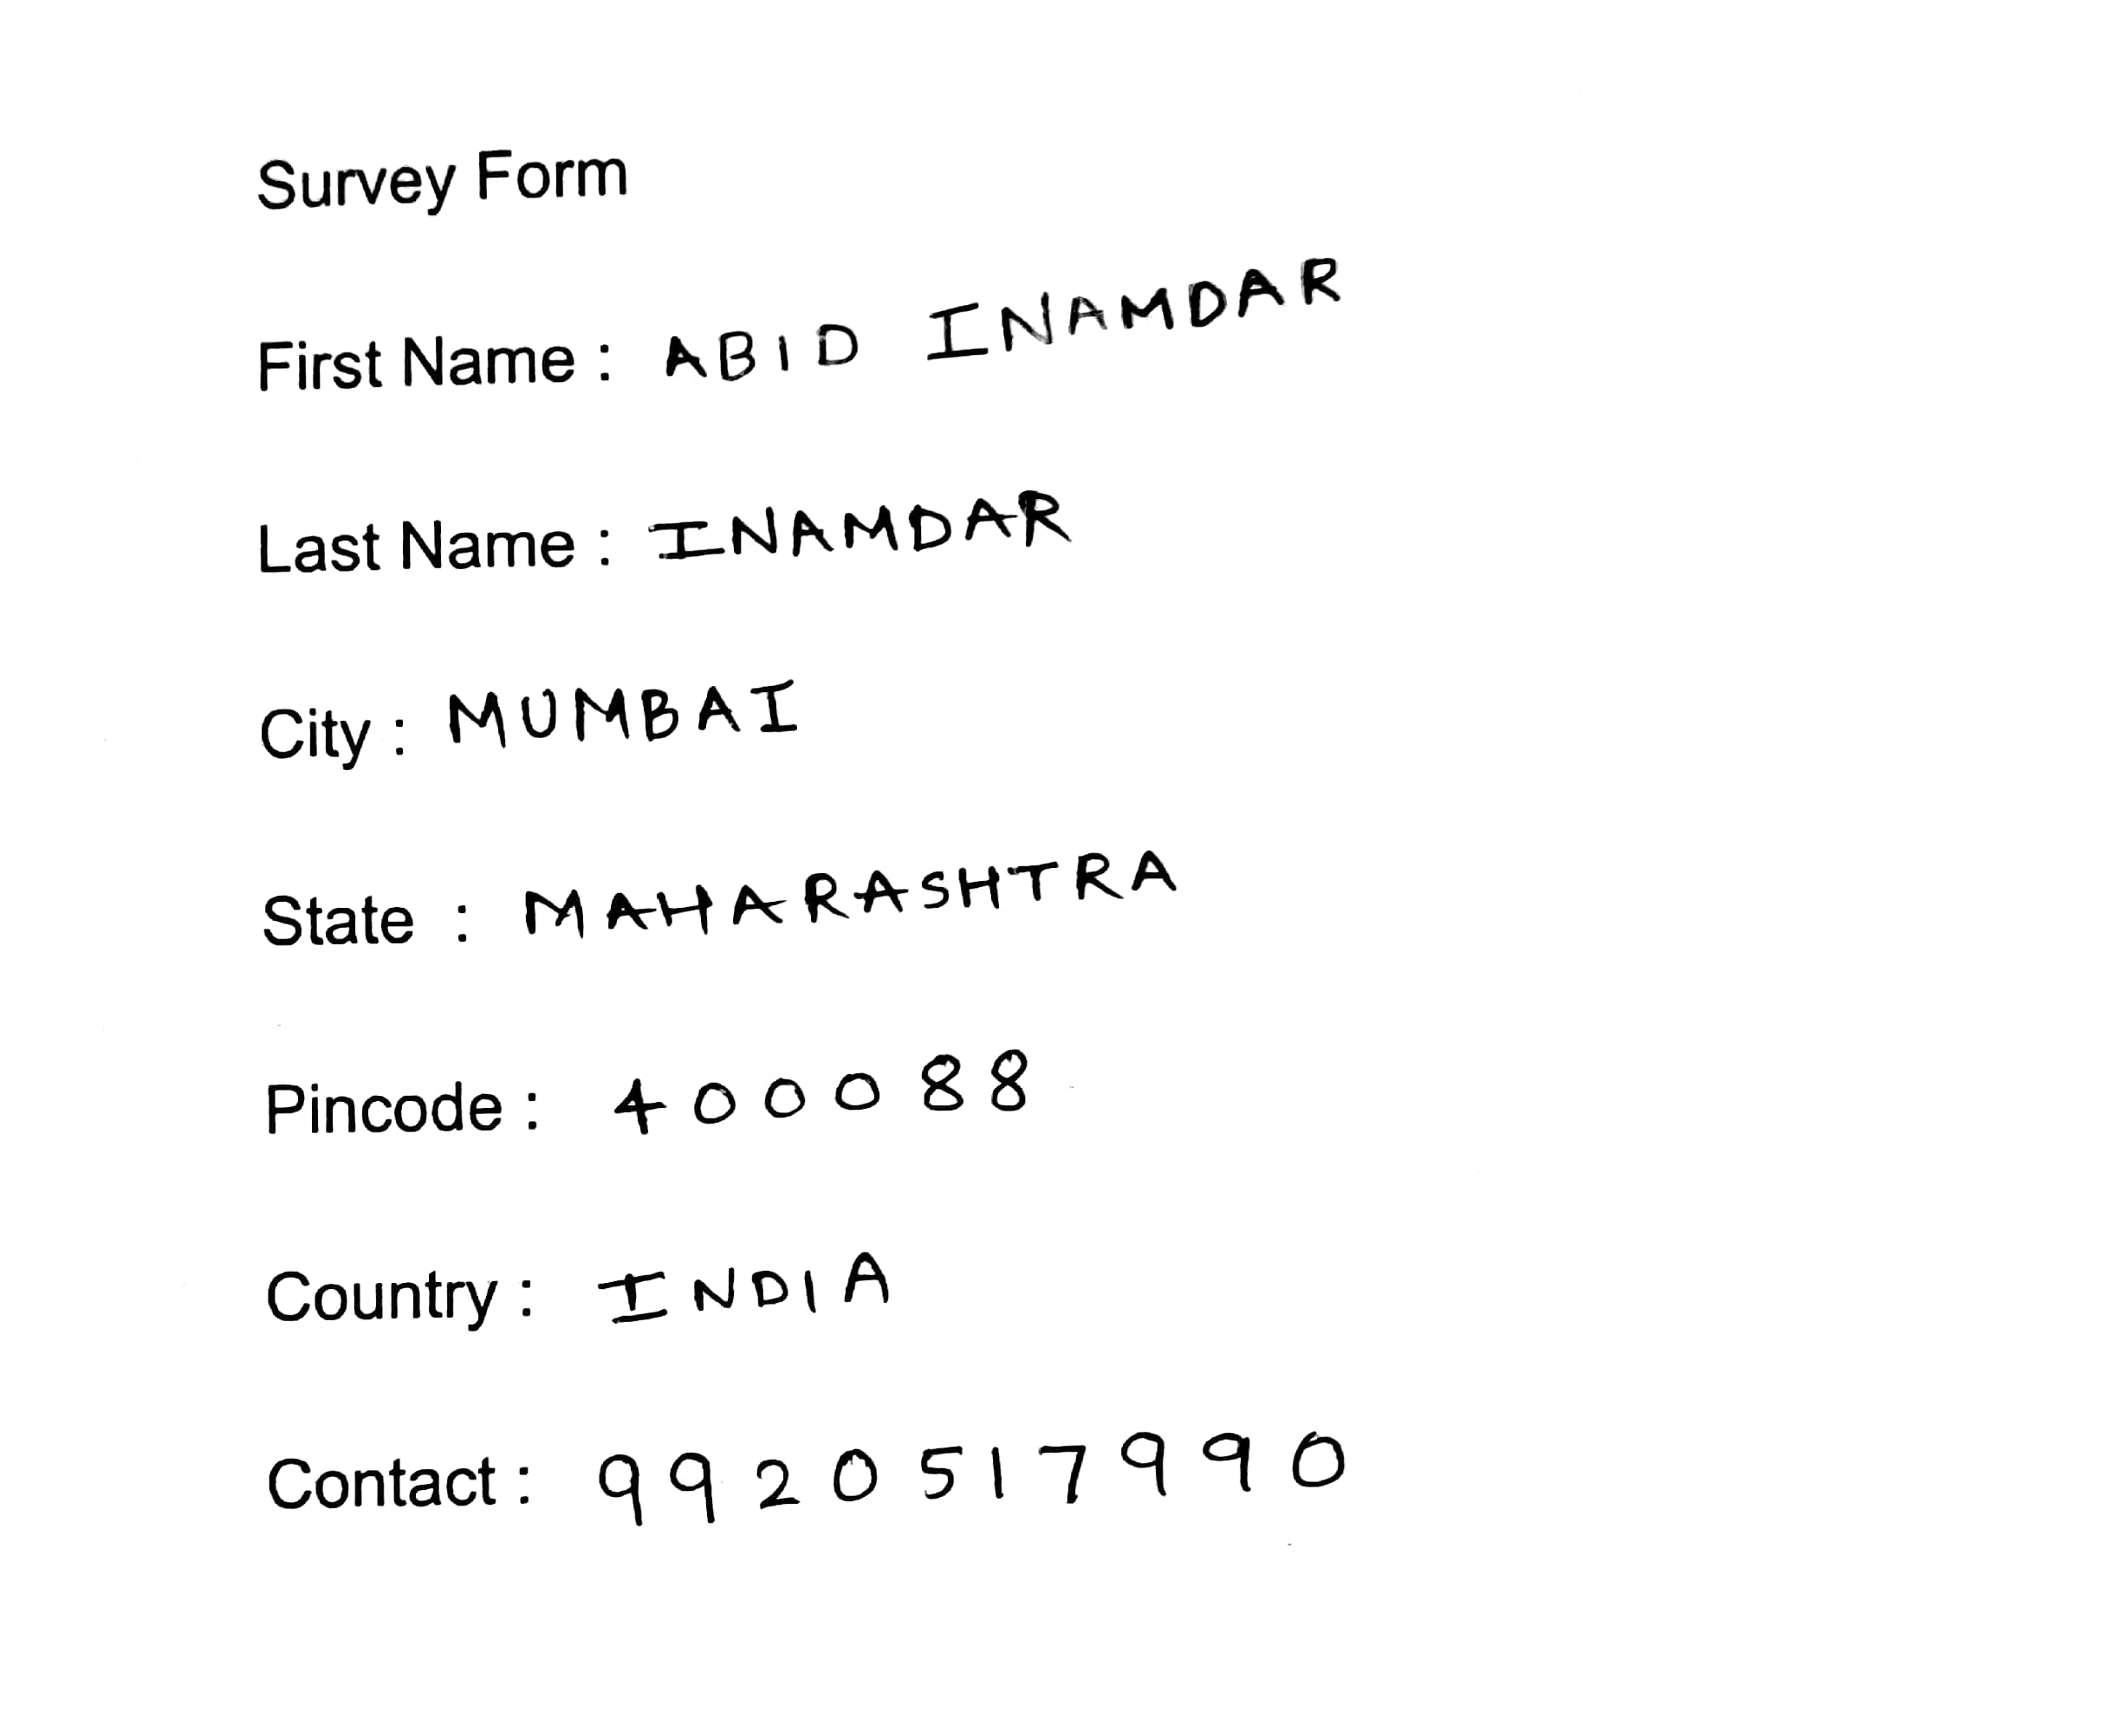 Survey Form
First Name : ABID INAMDAR
Last Name : INAMDAR
City : MUMBAI
State : MAHARASHTRA
Pincode : 400088
Country : INDIA
Contact : 9920517990